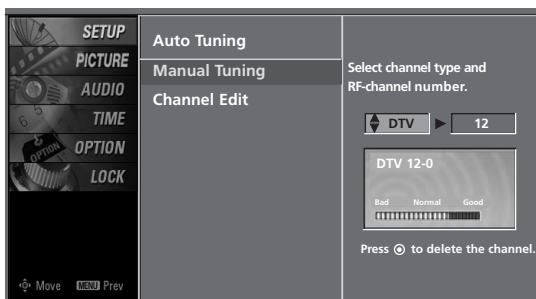 SETUP
PICTURE
AUDIO
TIME
OPTION
LOCK
Move MENU Prev
Auto Tuning
Manual Tuning
Channel Edit
Select channel type and
RF-channel number.
DTV 12
DTV 12-0
Bad Normal Good
Press to delete the channel.